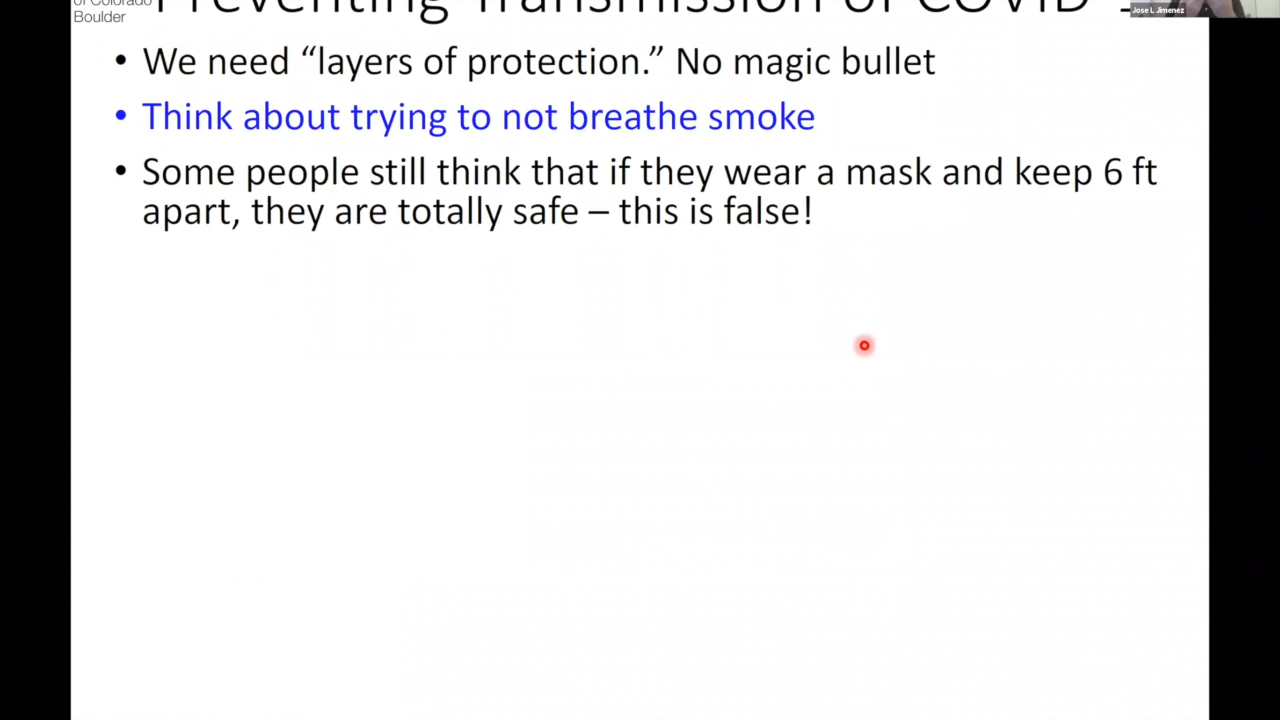 of Colorado
Boulder
Preventing Transmission of COVID-1
Jose L Jimenez
• We need “layers of protection.” No magic bullet
• Think about trying to not breathe smoke
• Some people still think that if they wear a mask and keep 6 ft
apart, they are totally safe – this is false!